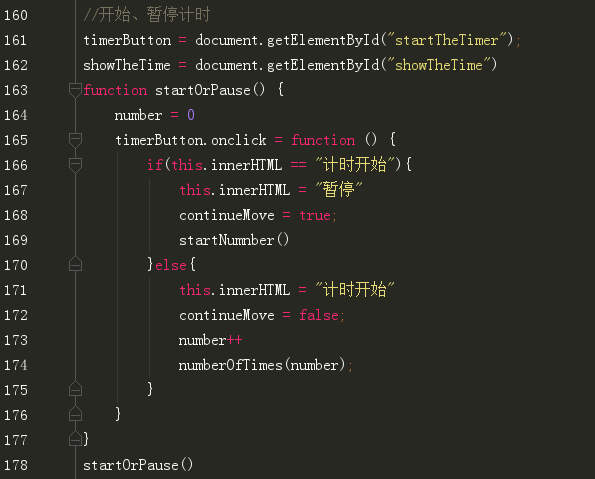 160 //开始、暂停计时
161 timerButton = document.getElementById("startTheTimer");
162 showTheTime = document.getElementById("showTheTime")
163 function startOrPause() {
164 number = 0
165 timerButton.onclick = function () {
166 if(this.innerHTML == "计时开始"){
167 this.innerHTML = "暂停"
168 continueMove = true;
169 startNumnber()
170 }else{
171 this.innerHTML = "计时开始"
172 continueMove = false;
173 number++
174 numberOfTimes(number);
175 }
176 }
177 }
178 startOrPause()